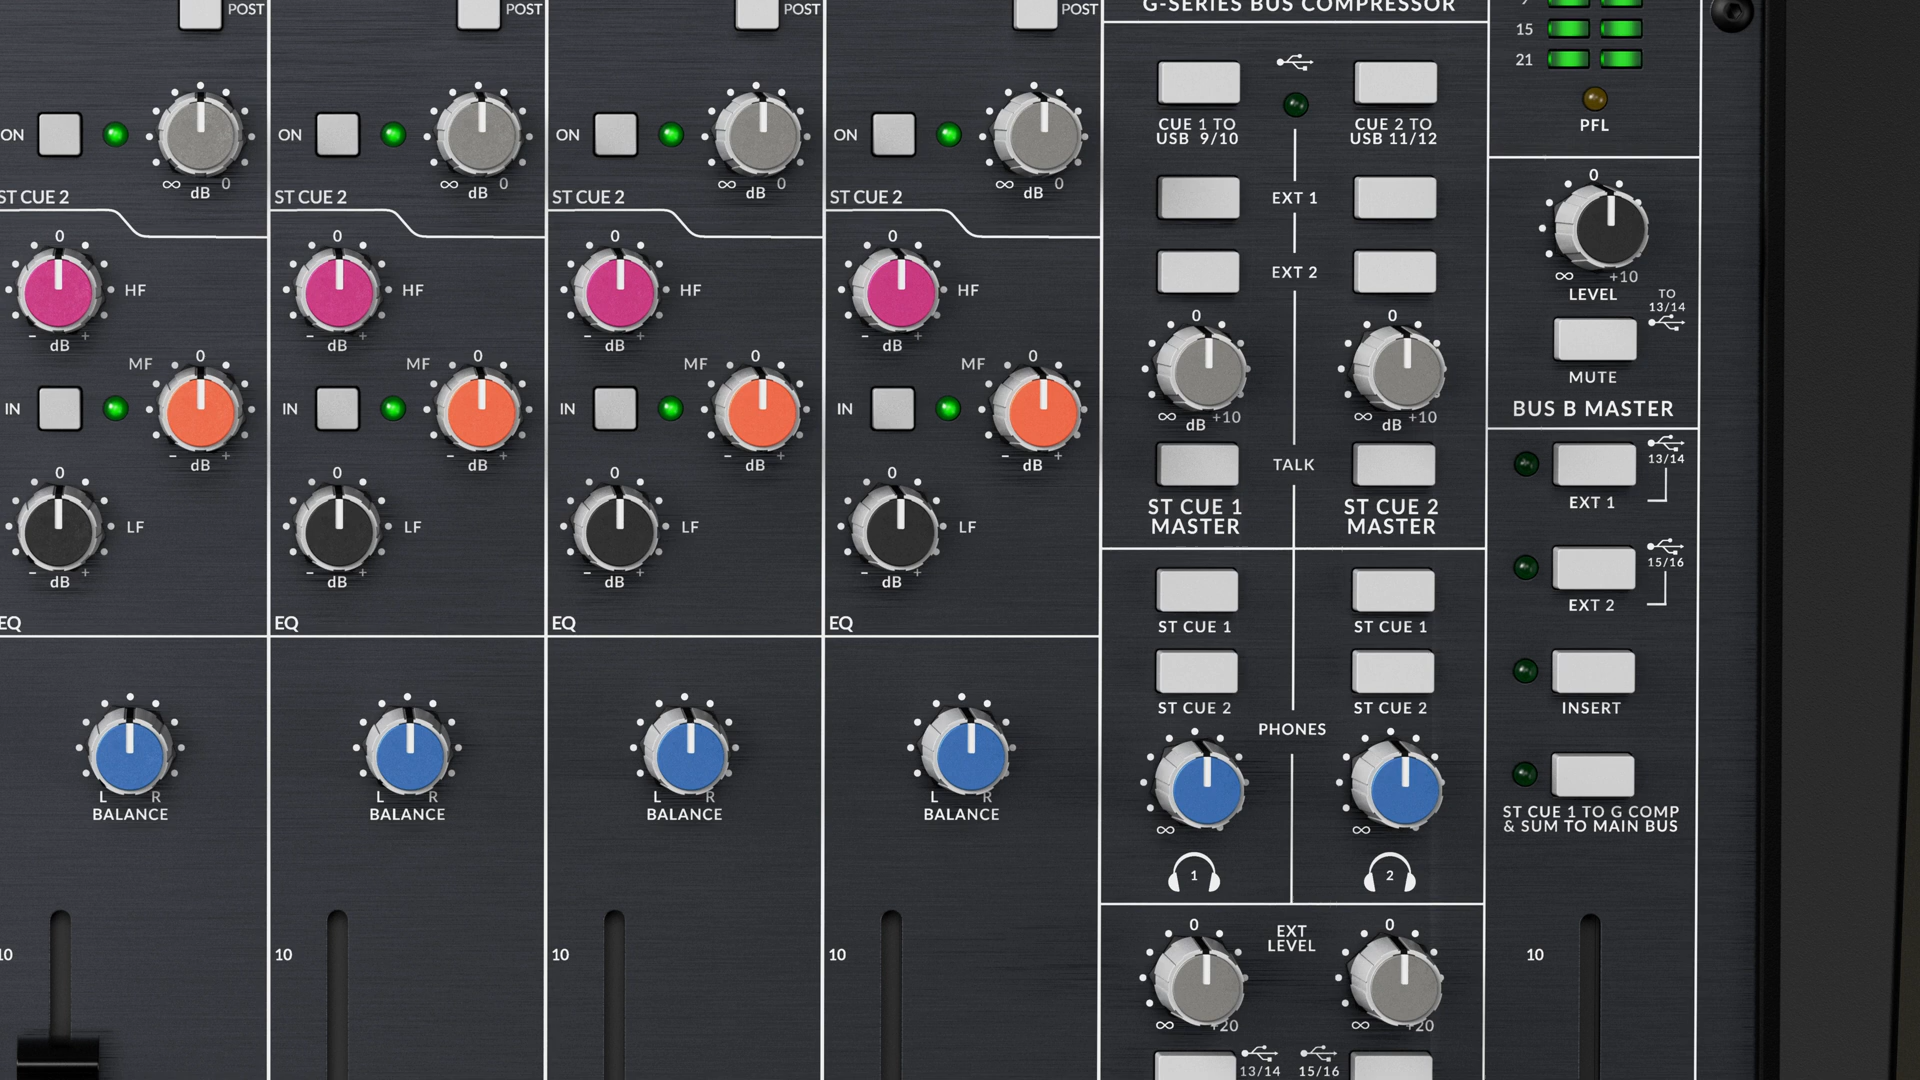 POST
POST
POST
POST
G-SERIES BUS COMPRESSOR
15
21
PFL
ON
ON
ON
ON
∞ dB 0
∞ dB 0
∞ dB 0
∞ dB 0
ST CUE 2
ST CUE 2
ST CUE 2
ST CUE 2
0
HF
- dB +
0
HF
- dB +
0
HF
- dB +
0
HF
- dB +
MF
0
IN
- dB +
MF
0
IN
- dB +
MF
0
IN
- dB +
MF
0
IN
- dB +
0
LF
- dB +
0
LF
- dB +
0
LF
- dB +
0
LF
- dB +
EQ
EQ
EQ
EQ
L R
BALANCE
L R
BALANCE
L R
BALANCE
L R
BALANCE
10
10
10
10
CUE 1 TO
USB 9/10
CUE 2 TO
USB 11/12
EXT 1
EXT 2
0
∞ dB +10
0
∞ dB +10
TALK
ST CUE 1
MASTER
ST CUE 2
MASTER
ST CUE 1
ST CUE 1
ST CUE 2
ST CUE 2
PHONES
∞
∞
1
2
0
EXT
LEVEL
0
∞ +20
∞ +20
13/14
15/16
0
∞ +10
LEVEL
TO
13/14
MUTE
BUS B MASTER
13/14
EXT 1
15/16
EXT 2
INSERT
ST CUE 1 TO G COMP
& SUM TO MAIN BUS
10